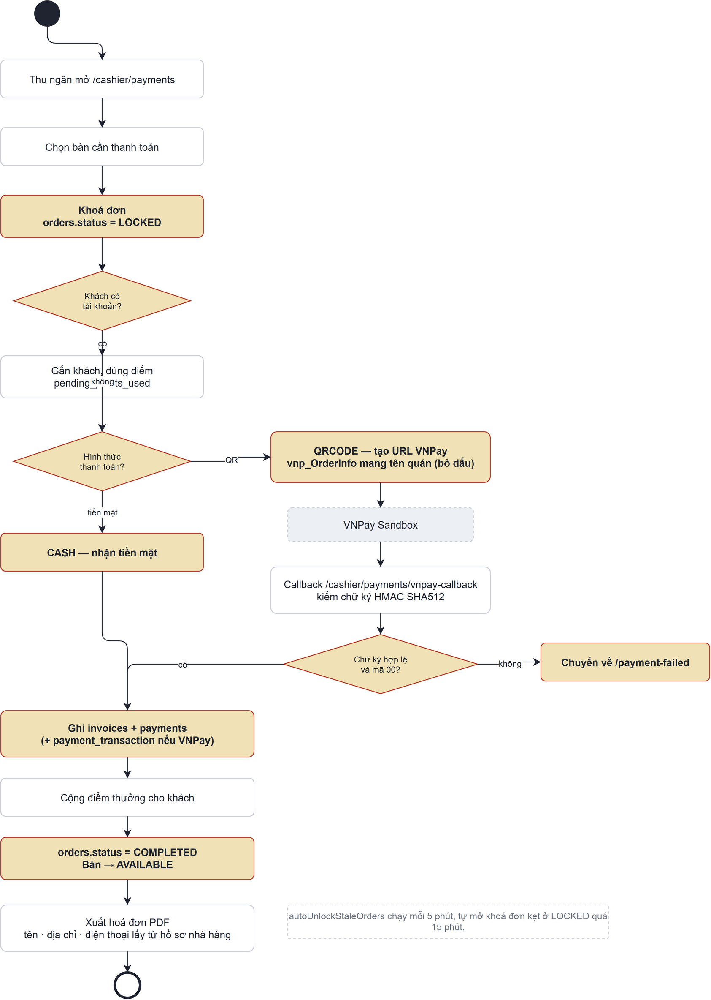 Thu ngân mở /cashier/payments
Chọn bàn cần thanh toán
Khoá đơn
orders.status = LOCKED
Khách có
tài khoản?
có
Gắn khách, dùng điểm
không
Hình thức
thanh toán?
QR
QRCODE — tạo URL VNPay
vnp_OrderInfo mang tên quán (bỏ dấu)
tiền mặt
VNPay Sandbox
CASH — nhận tiền mặt
Callback /cashier/payments/vnpay-callback
kiểm chữ ký HMAC SHA512
Chữ ký hợp lệ
và mã 00?
có
không
Chuyển về /payment-failed
Ghi invoices + payments
(+ payment_transaction nếu VNPay)
Cộng điểm thưởng cho khách
orders.status = COMPLETED
Bàn → AVAILABLE
Xuất hoá đơn PDF
tên · địa chỉ · điện thoại lấy từ hồ sơ nhà hàng
autoUnlockStaleOrders chạy mỗi 5 phút, tự mở khoá đơn kẹt ở LOCKED quá
15 phút.